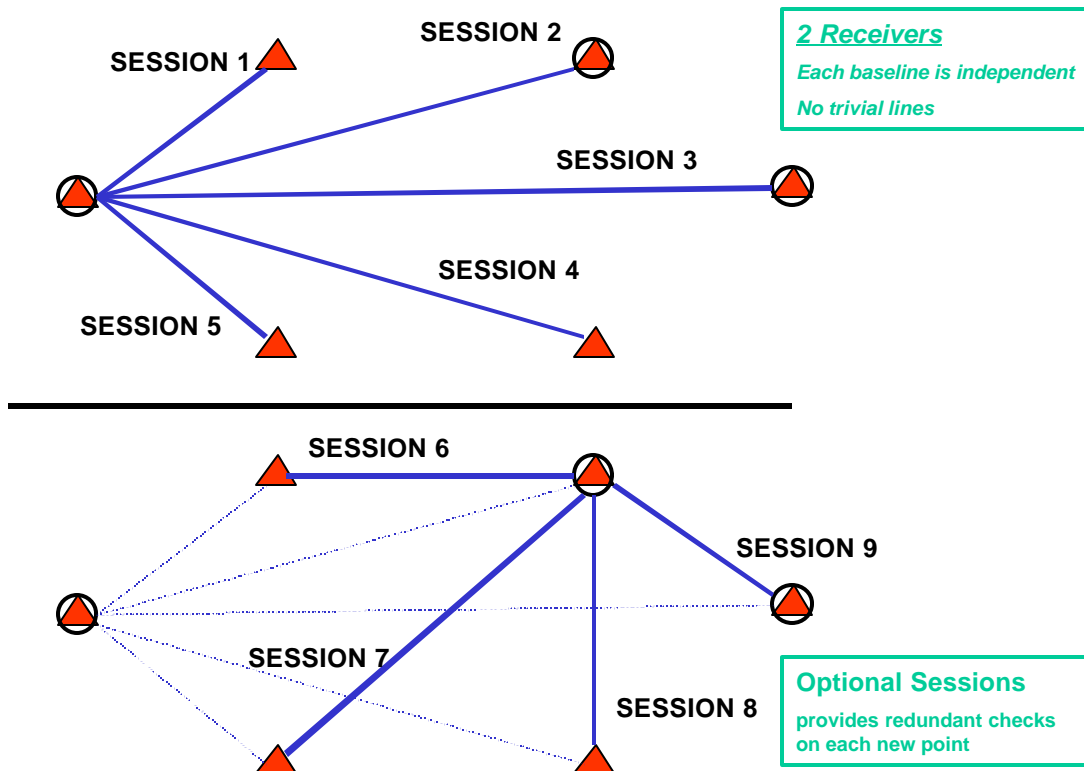 SESSION 2
2 Receivers
SESSION 1
Each baseline is independent
No trivial lines
SESSION 3
SESSION 4
SESSION 5
SESSION 6
SESSION 9
SESSION 7
Optional Sessions
SESSION 8
provides redundant checks
on each new point